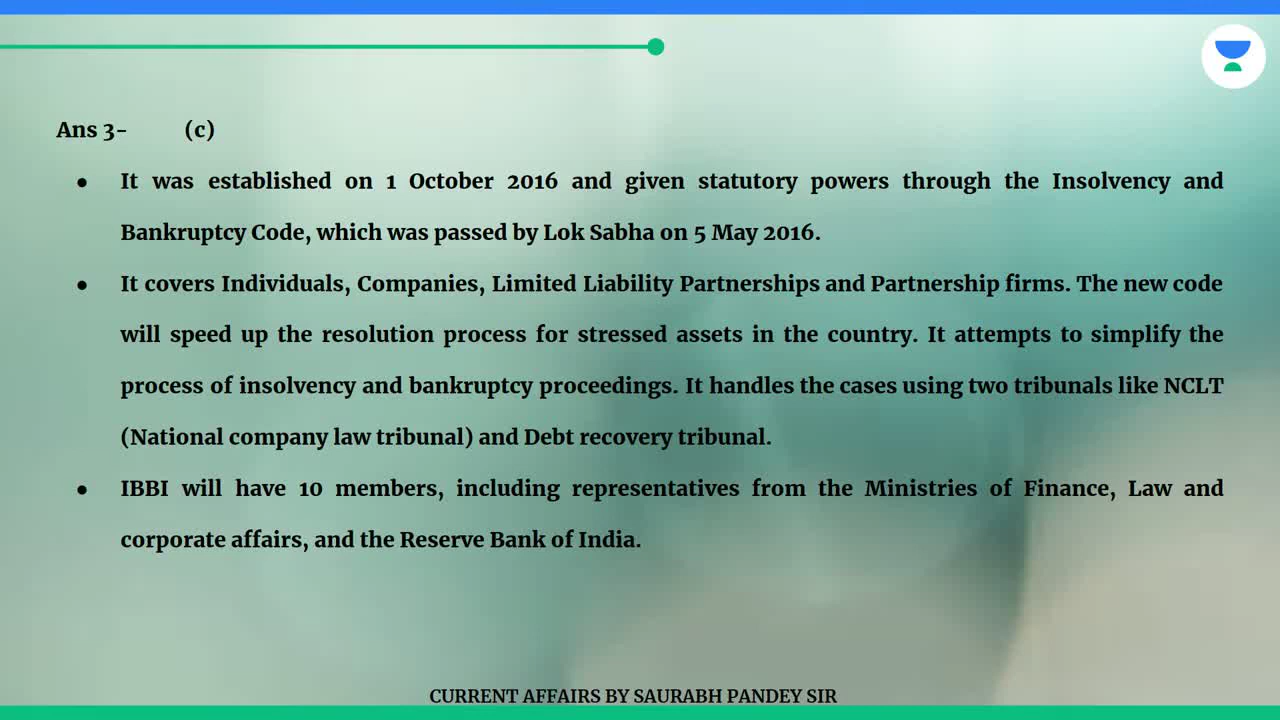 Ans 3- (c)
● It was established on 1 October 2016 and given statutory powers through the Insolvency and
Bankruptcy Code, which was passed by Lok Sabha on 5 May 2016.
● It covers Individuals, Companies, Limited Liability Partnerships and Partnership firms. The new code
will speed up the resolution process for stressed assets in the country. It attempts to simplify the
process of insolvency and bankruptcy proceedings. It handles the cases using two tribunals like NCLT
(National company law tribunal) and Debt recovery tribunal.
● IBBI will have 10 members, including representatives from the Ministries of Finance, Law and
corporate affairs, and the Reserve Bank of India.
CURRENT AFFAIRS BY SAURABH PANDEY SIR